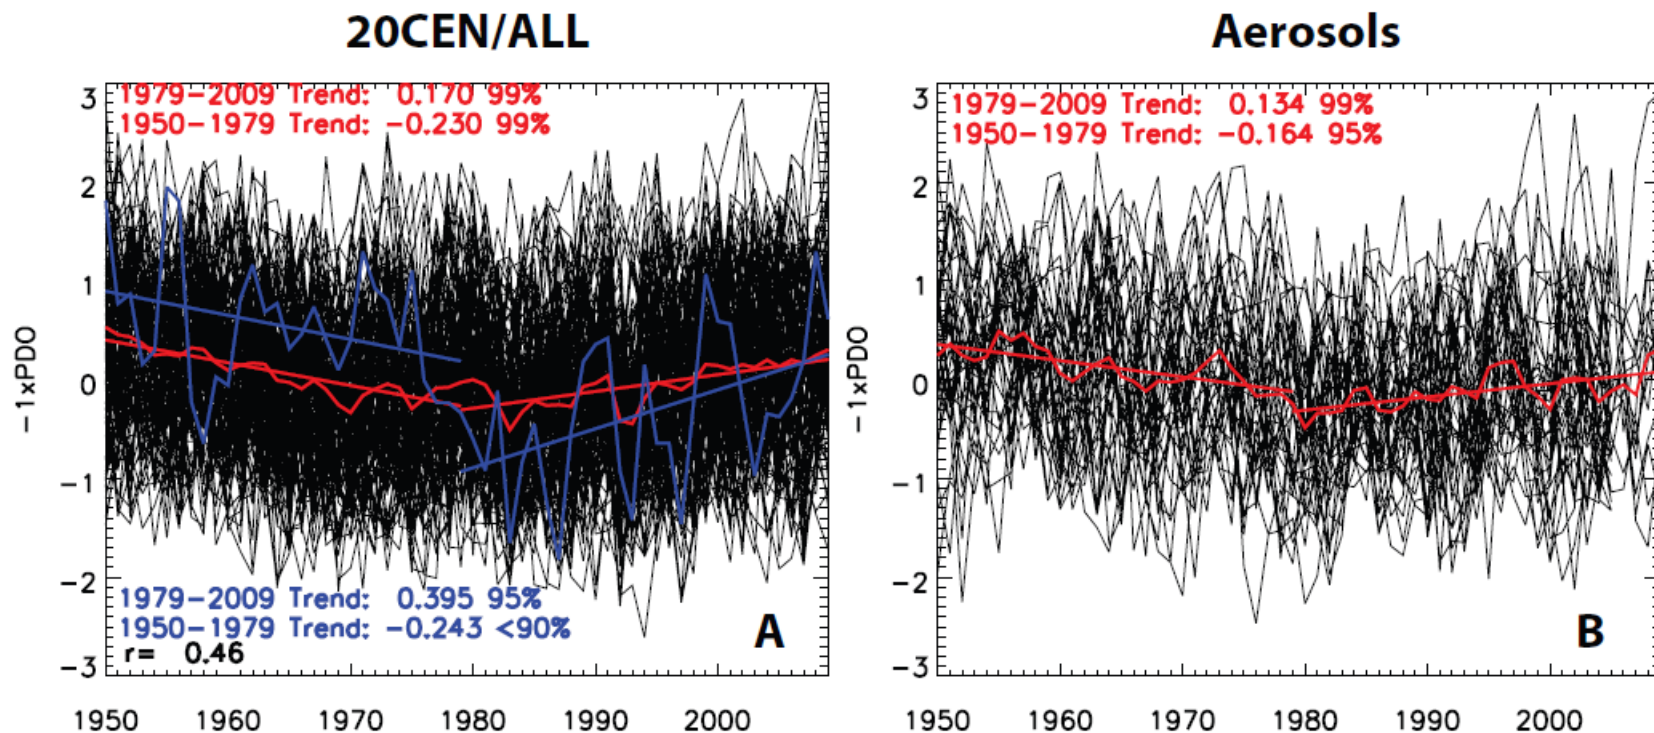 20CEN/ALL
1979-2009 Trend: 0.170 99%
1950-1979 Trend: -0.230 99%
3
2
1
0
-1
-2
-3
-1xPDO
1979-2009 Trend: 0.395 95%
1950-1979 Trend: -0.243 <90%
r= 0.46
A
1950 1960 1970 1980 1990 2000
Aerosols
1979-2009 Trend: 0.134 99%
1950-1979 Trend: -0.164 95%
3
2
1
0
-1
-2
-3
-1xPDO
B
1950 1960 1970 1980 1990 2000